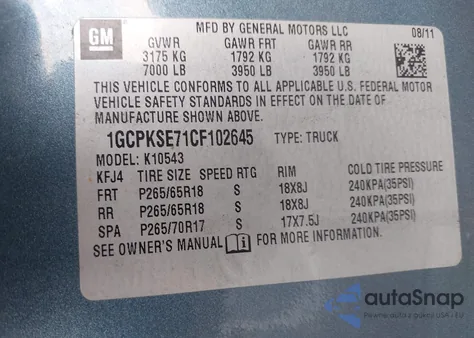 GM
MFD BY GENERAL MOTORS LLC
08/11
GVWR GAWR FRT GAWR RR
3175 KG 1792 KG 1792 KG
7000 LB 3950 LB 3950 LB
THIS VEHICLE CONFORMS TO ALL APPLICABLE U.S. FEDERAL MOTOR
VEHICLE SAFETY STANDARDS IN EFFECT ON THE DATE OF
MANUFACTURE SHOWN ABOVE.
1GCPKSE71CF102645 TYPE: TRUCK
MODEL: K10543
KFJ4 TIRE SIZE SPEED RTG RIM COLD TIRE PRESSURE
FRT P265/65R18 S 18X8J 240KPA(35PSI)
RR P265/65R18 S 18X8J 240KPA(35PSI)
SPA P265/70R17 S 17X7.5J 240KPA(35PSI)
SEE OWNER'S MANUAL FOR MORE INFORMATION.
autoSnap